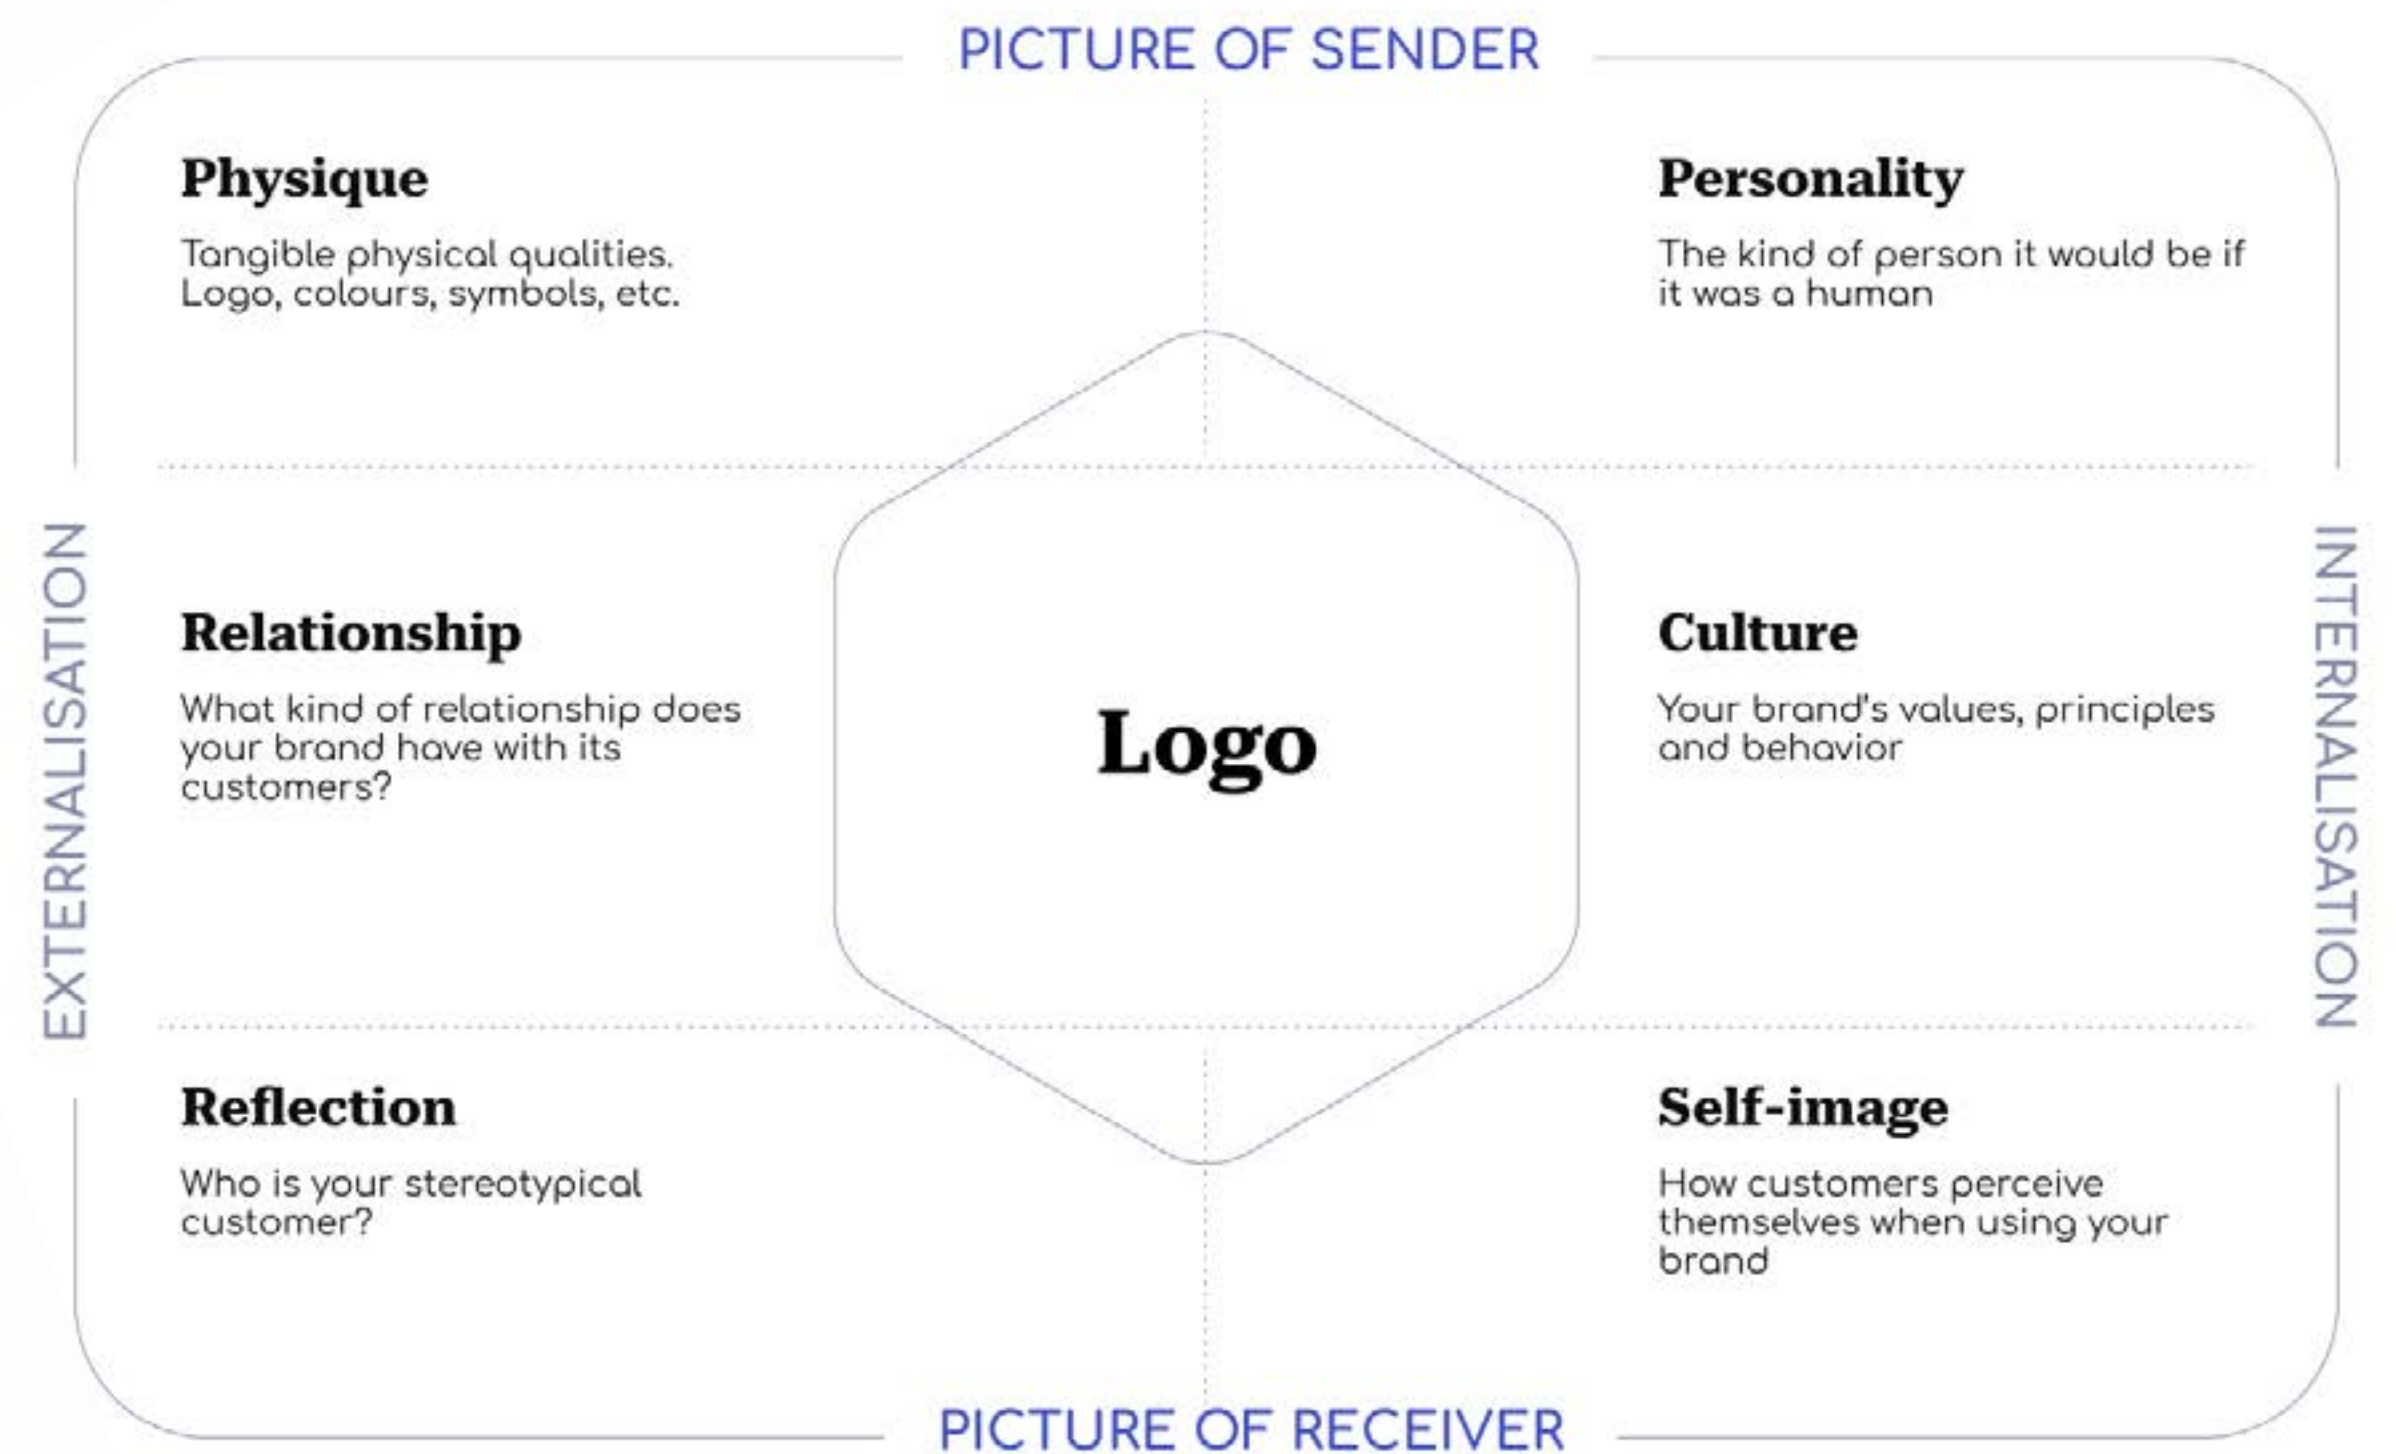 PICTURE OF SENDER
Physique
Tangible physical qualities.
Logo, colours, symbols, etc.
Personality
The kind of person it would be if
it was a human
EXTERNALISATION
Relationship
What kind of relationship does
your brand have with its
customers?
Logo
Culture
Your brand's values, principles
and behavior
INTERNALISATION
Reflection
Who is your stereotypical
customer?
Self-image
How customers perceive
themselves when using your
brand
PICTURE OF RECEIVER